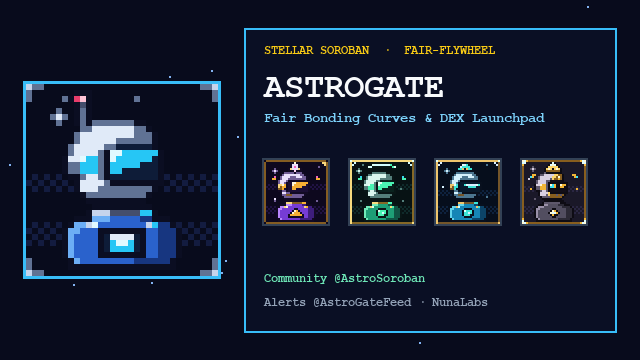 STELLAR SOROBAN · FAIR-FLYWHEEL
ASTROGATE
Fair Bonding Curves & DEX Launchpad
Community @AstroSoroban
Alerts @AstroGateFeed · NunaLabs